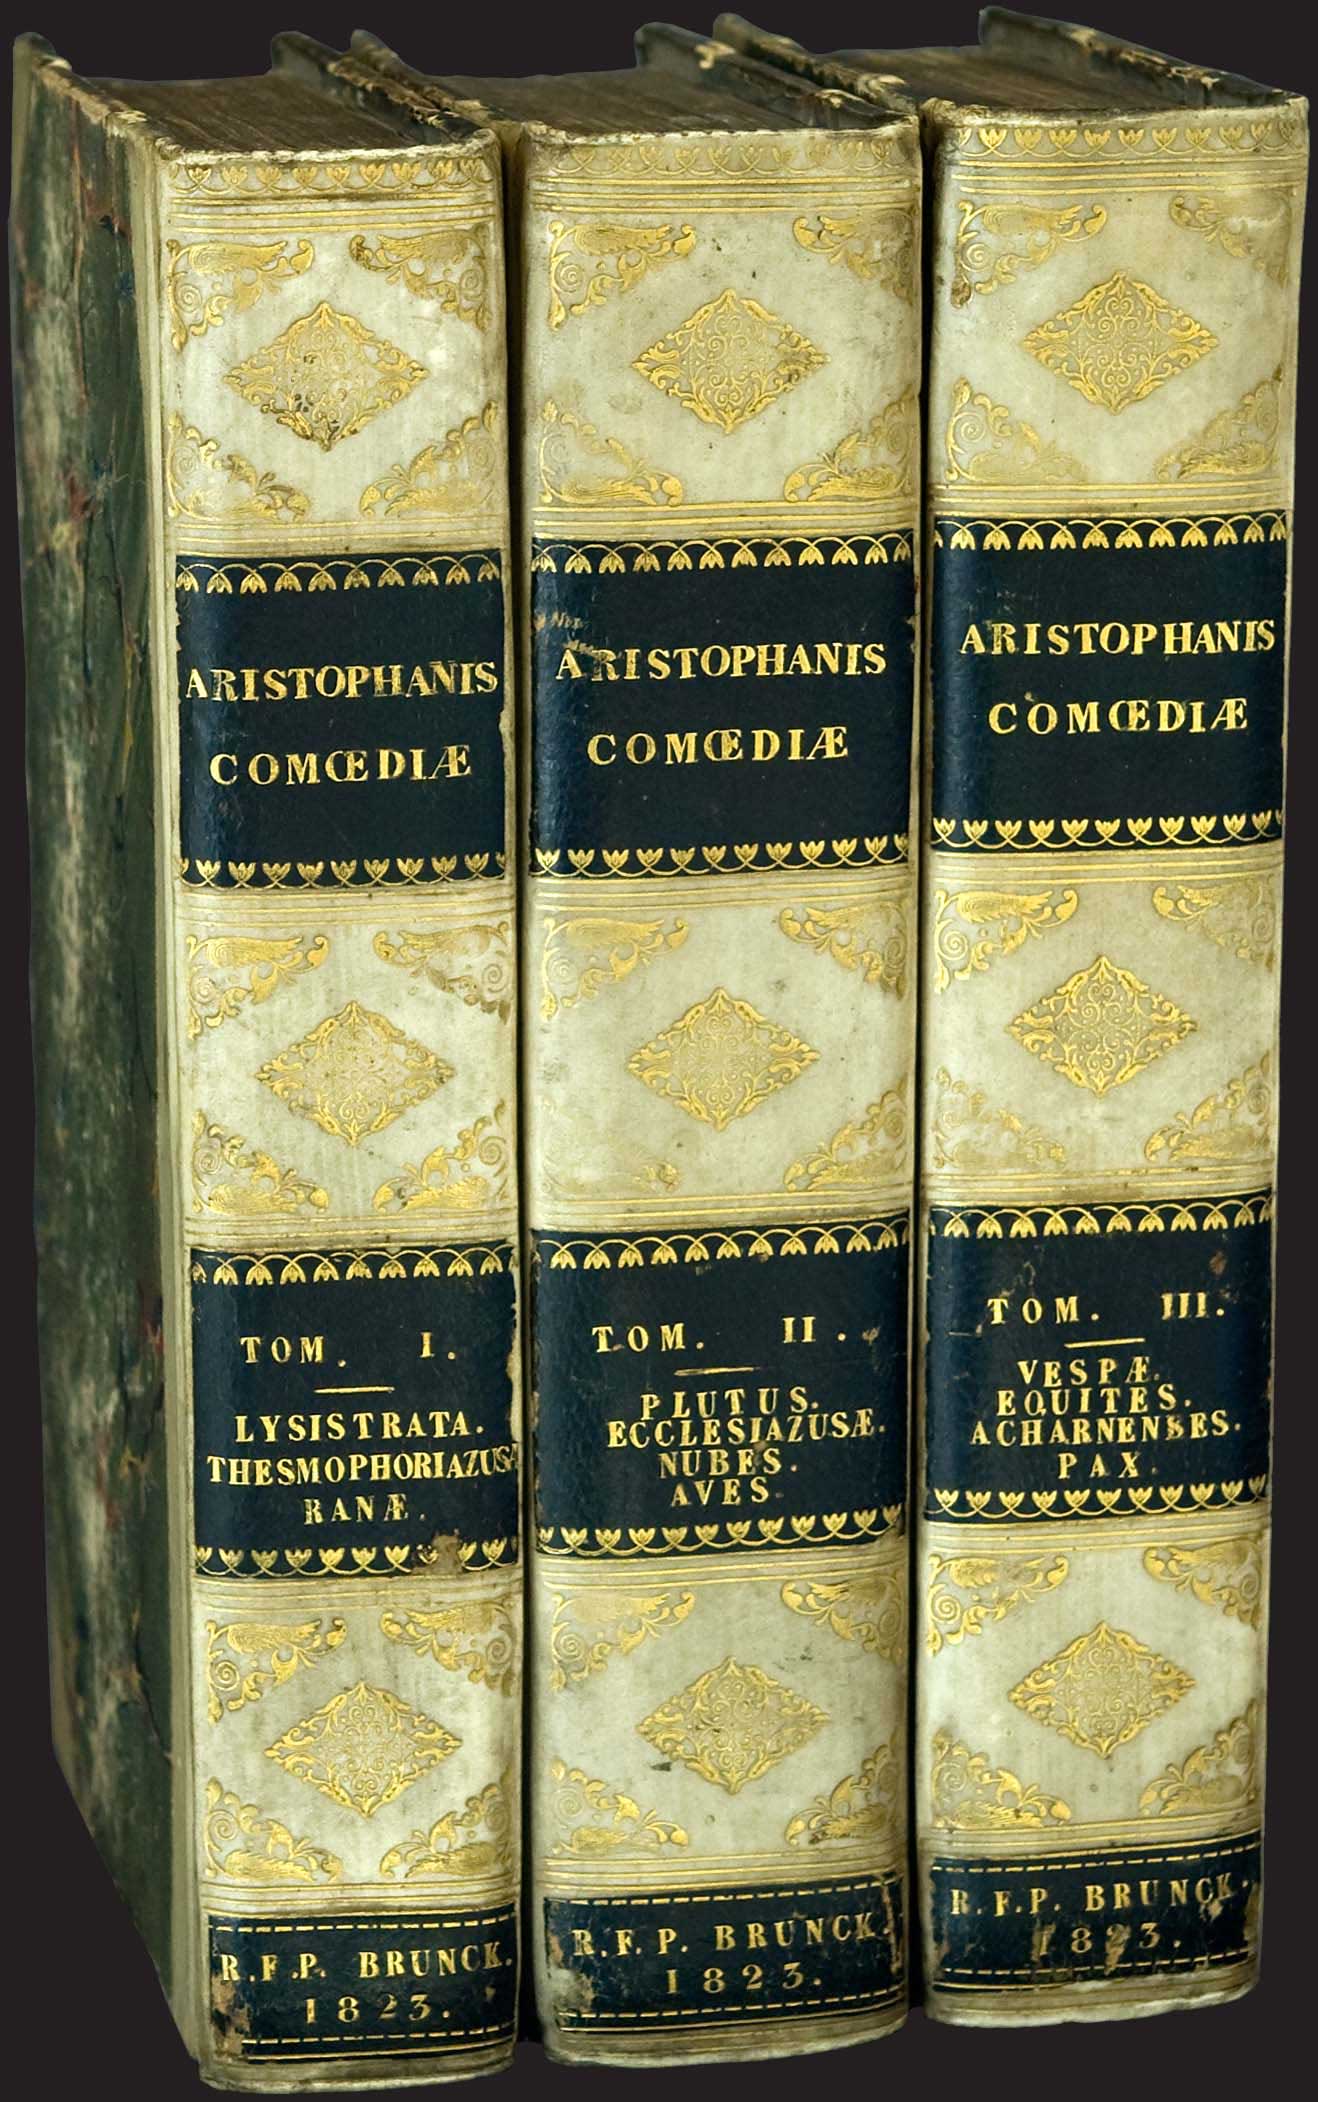 ARISTOPHANIS
COMŒDIÆ
TOM. I.
LYSISTRATA.
THESMOPHORIAZUSÆ
RANÆ.
R.F.P. BRUNCK.
1823.
ARISTOPHANIS
COMŒDIÆ
TOM. II.
PLUTUS.
ECCLESIAZUSÆ.
NUBES.
AVES.
R.F.P. BRUNCK.
1823.
ARISTOPHANIS
COMŒDIÆ
TOM. III.
VESPÆ.
EQUITES.
ACHARNENSES.
PAX.
R.F.P. BRUNCK.
1823.